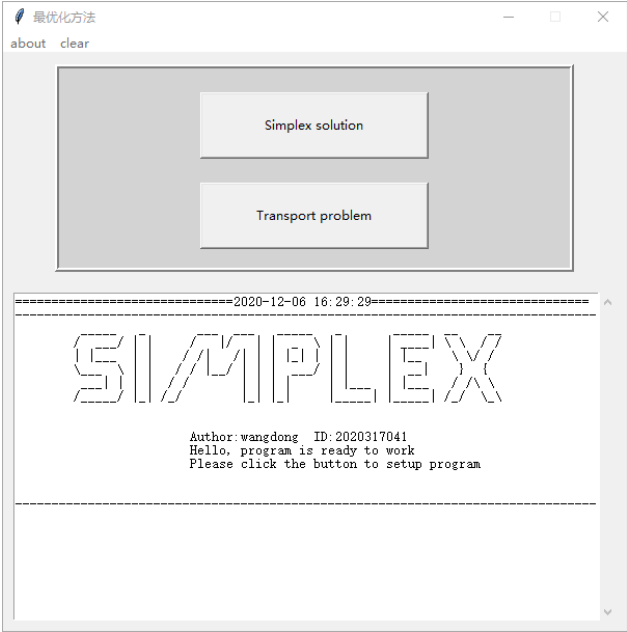 最优化方法
about clear
Simplex solution
Transport problem
==============================2020-12-06 16:29:29==============================
SIMPLEX
Author:wangdong  ID:2020317041
Hello, program is ready to work
Please click the button to setup program